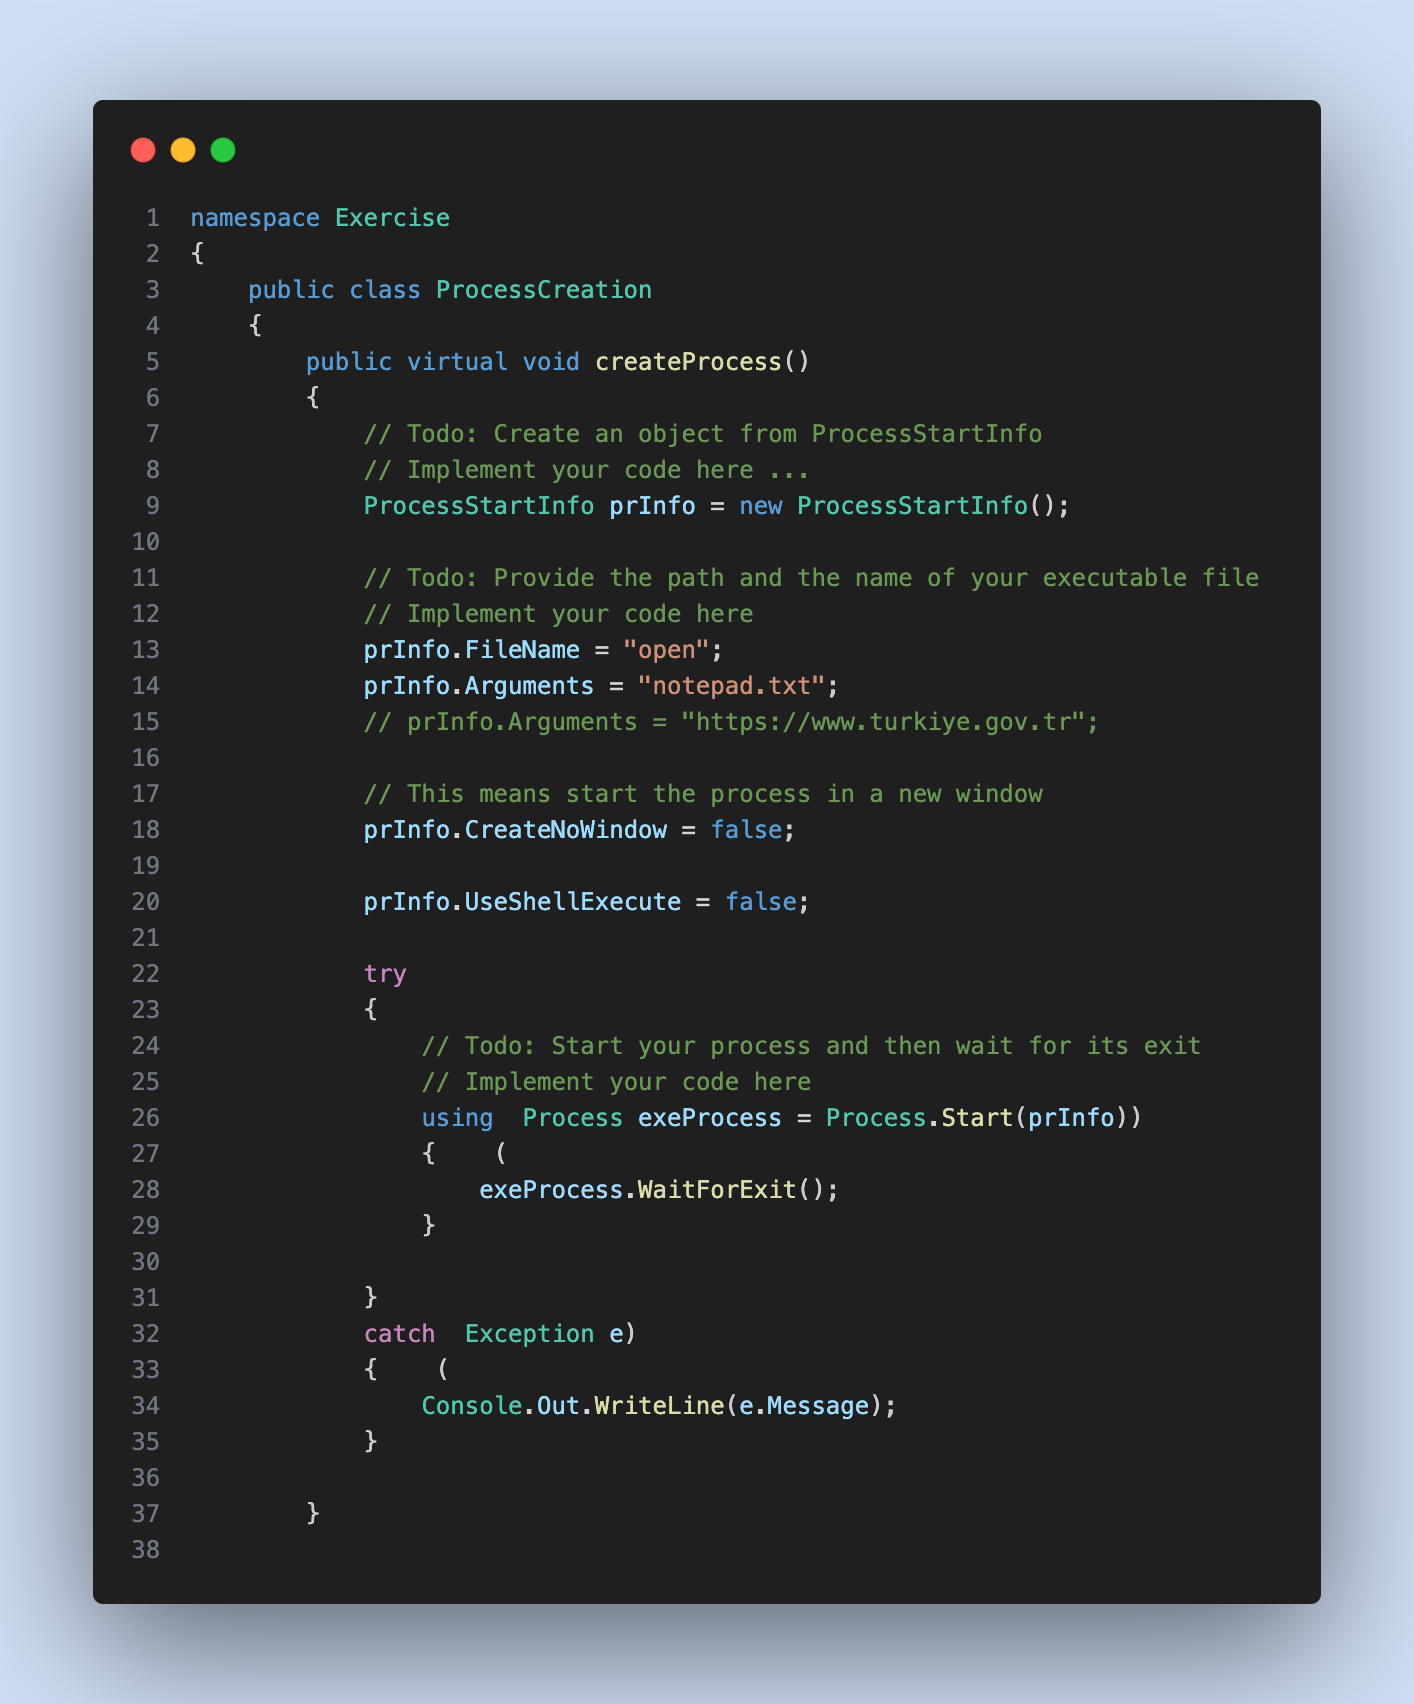 1 namespace Exercise
2 {
3     public class ProcessCreation
4     {
5         public virtual void createProcess()
6         {
7             // Todo: Create an object from ProcessStartInfo
8             // Implement your code here ...
9             ProcessStartInfo prInfo = new ProcessStartInfo();
10
11             // Todo: Provide the path and the name of your executable file
12             // Implement your code here
13             prInfo.FileName = "open";
14             prInfo.Arguments = "notepad.txt";
15             // prInfo.Arguments = "https://www.turkiye.gov.tr";
16
17             // This means start the process in a new window
18             prInfo.CreateNoWindow = false;
19
20             prInfo.UseShellExecute = false;
21
22             try
23             {
24                 // Todo: Start your process and then wait for its exit
25                 // Implement your code here
26                 using  Process exeProcess = Process.Start(prInfo))
27                 {    (
28                     exeProcess.WaitForExit();
29                 }
30
31             }
32             catch  Exception e)
33             {    (
34                 Console.Out.WriteLine(e.Message);
35             }
36
37         }
38